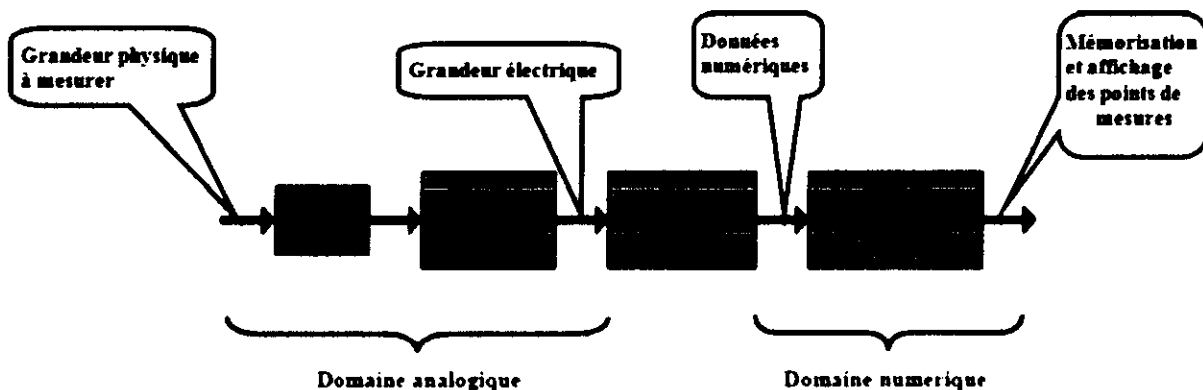 Grandeur physique
à mesurer
Grandeur électrique
Données
numériques
Mémorisation
et affichage
des points de
mesures
Domaine analogique
Domaine numerique